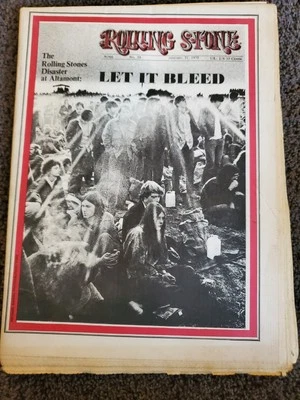 ROLLING STONE
The
Rolling Stones
Disaster
at Altamont:
LET IT BLEED